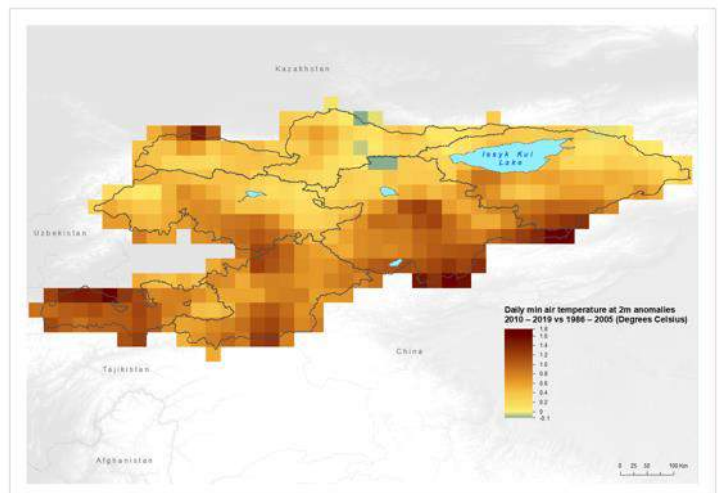 Kazakhstan
Issyk Kul
Lake
Uzbekistan
Daily min air temperature at 2m anomalies
2010 – 2019 vs 1986 – 2005 (Degrees Celsius)
1.8
1.6
1.4
1.2
1
0.8
0.6
0.4
0.2
0
-0.1
China
Tajikistan
Afghanistan
0 25 50 100 Km